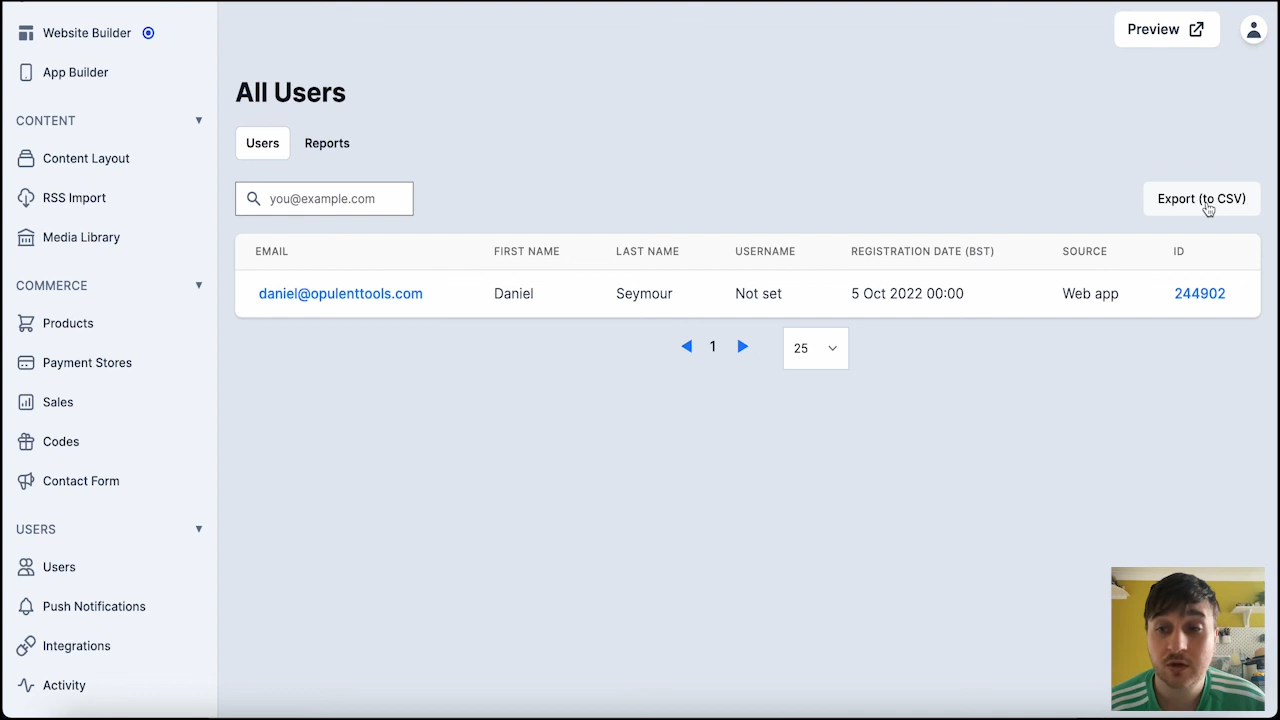 Website Builder
App Builder
CONTENT
Content Layout
RSS Import
Media Library
COMMERCE
Products
Payment Stores
Sales
Codes
Contact Form
USERS
Users
Push Notifications
Integrations
Activity
Preview
All Users
Users Reports
you@example.com
Export (to CSV)
EMAIL FIRST NAME LAST NAME USERNAME REGISTRATION DATE (BST) SOURCE ID
daniel@opulenttools.com Daniel Seymour Not set 5 Oct 2022 00:00 Web app 244902
1 25